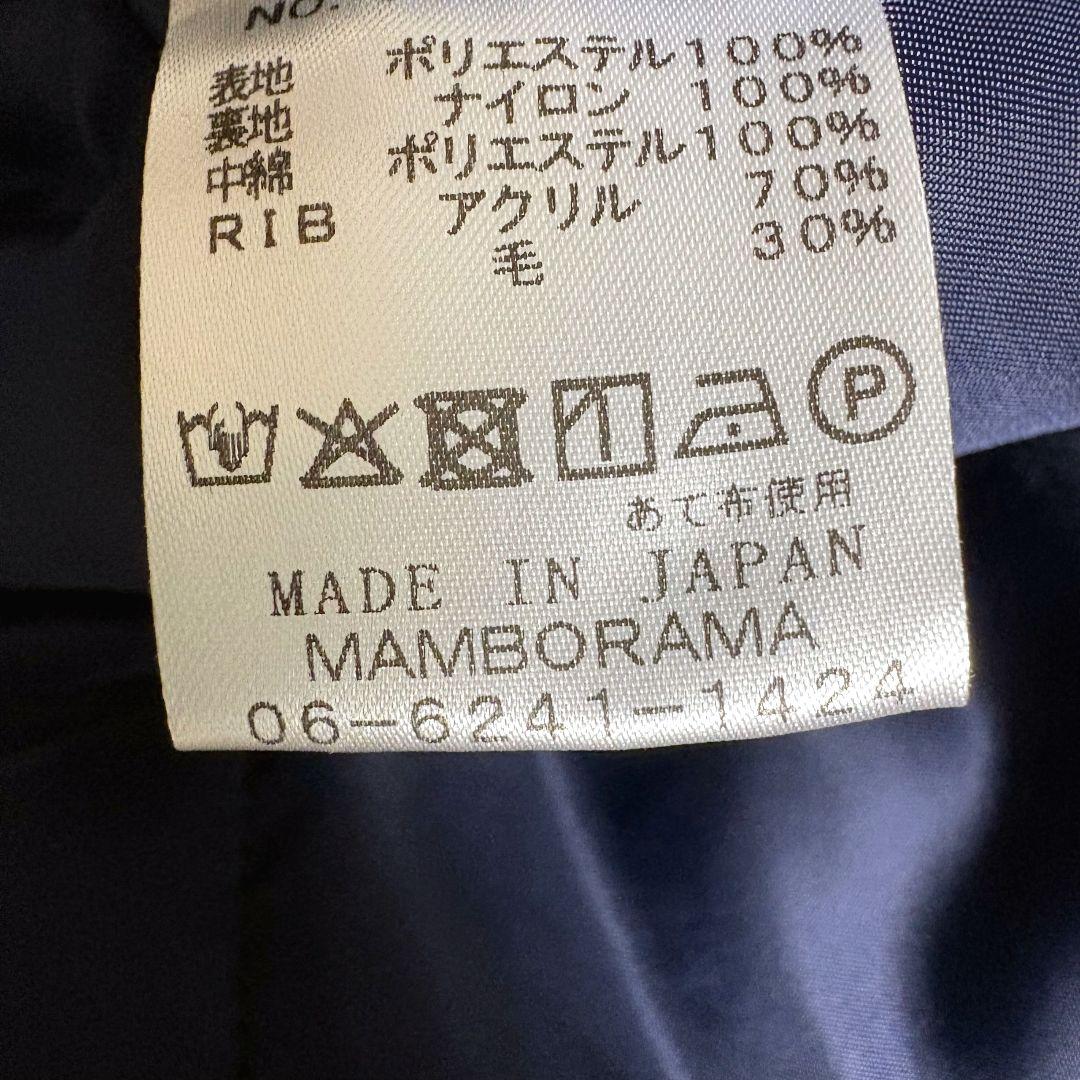 NO.
表地 ポリエステル100%
裏地 ナイロン 100%
中綿 ポリエステル100%
RIB アクリル 70%
毛 30%
P
あて布使用
MADE IN JAPAN
MAMBORAMA
06-6241-1424